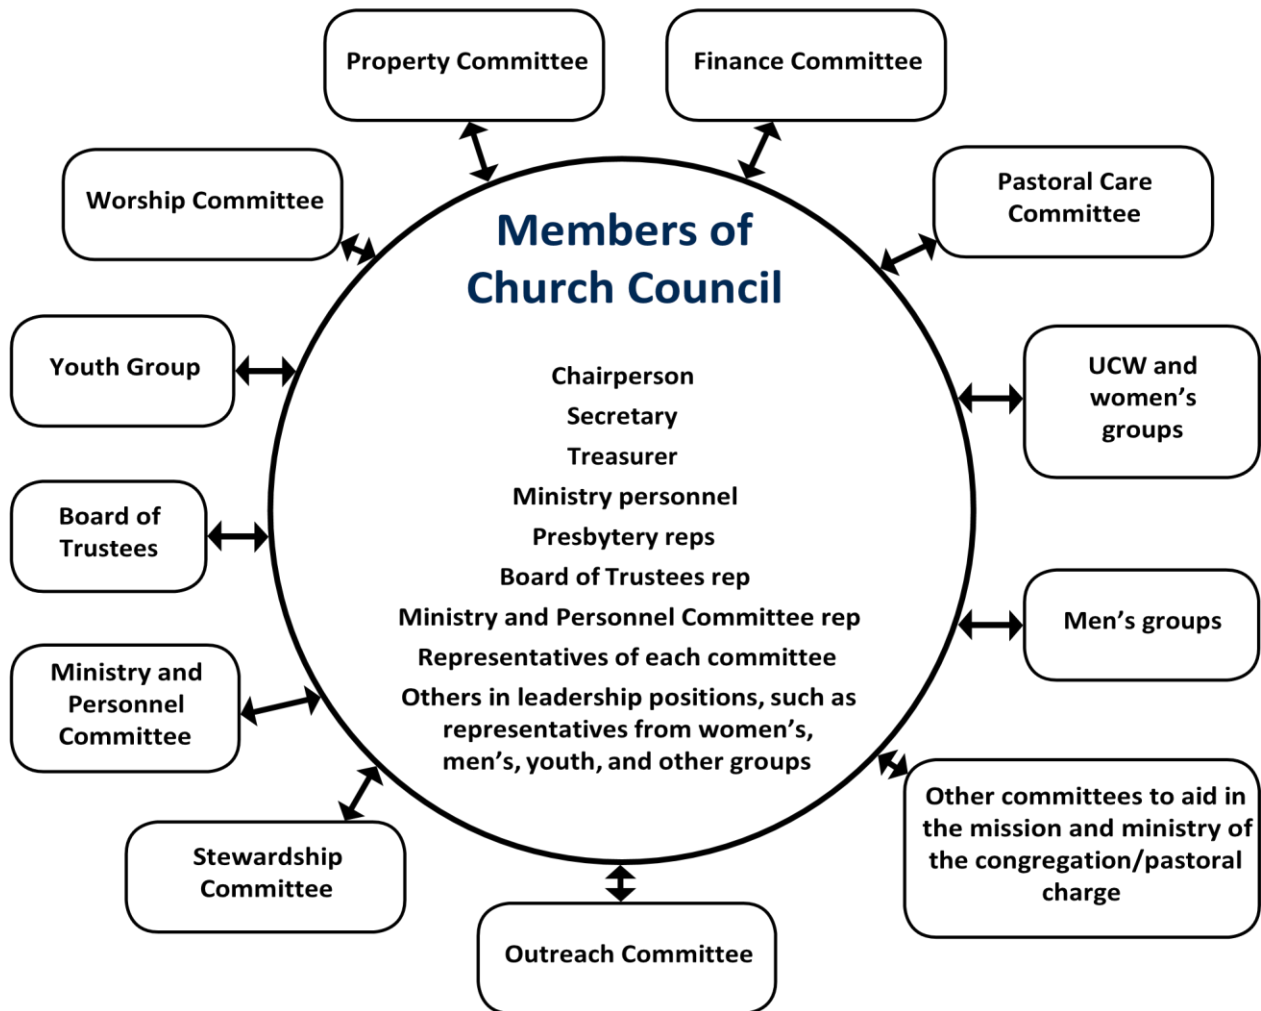 Property Committee
Finance Committee
Worship Committee
Pastoral Care
Committee
Members of
Church Council
Youth Group
UCW and
women’s
groups
Chairperson
Secretary
Treasurer
Ministry personnel
Presbytery reps
Board of Trustees rep
Ministry and Personnel Committee rep
Representatives of each committee
Others in leadership positions, such as
representatives from women’s,
men’s, youth, and other groups
Board of
Trustees
Men’s groups
Ministry and
Personnel
Committee
Other committees to aid in
the mission and ministry of
the congregation/pastoral
charge
Stewardship
Committee
Outreach Committee